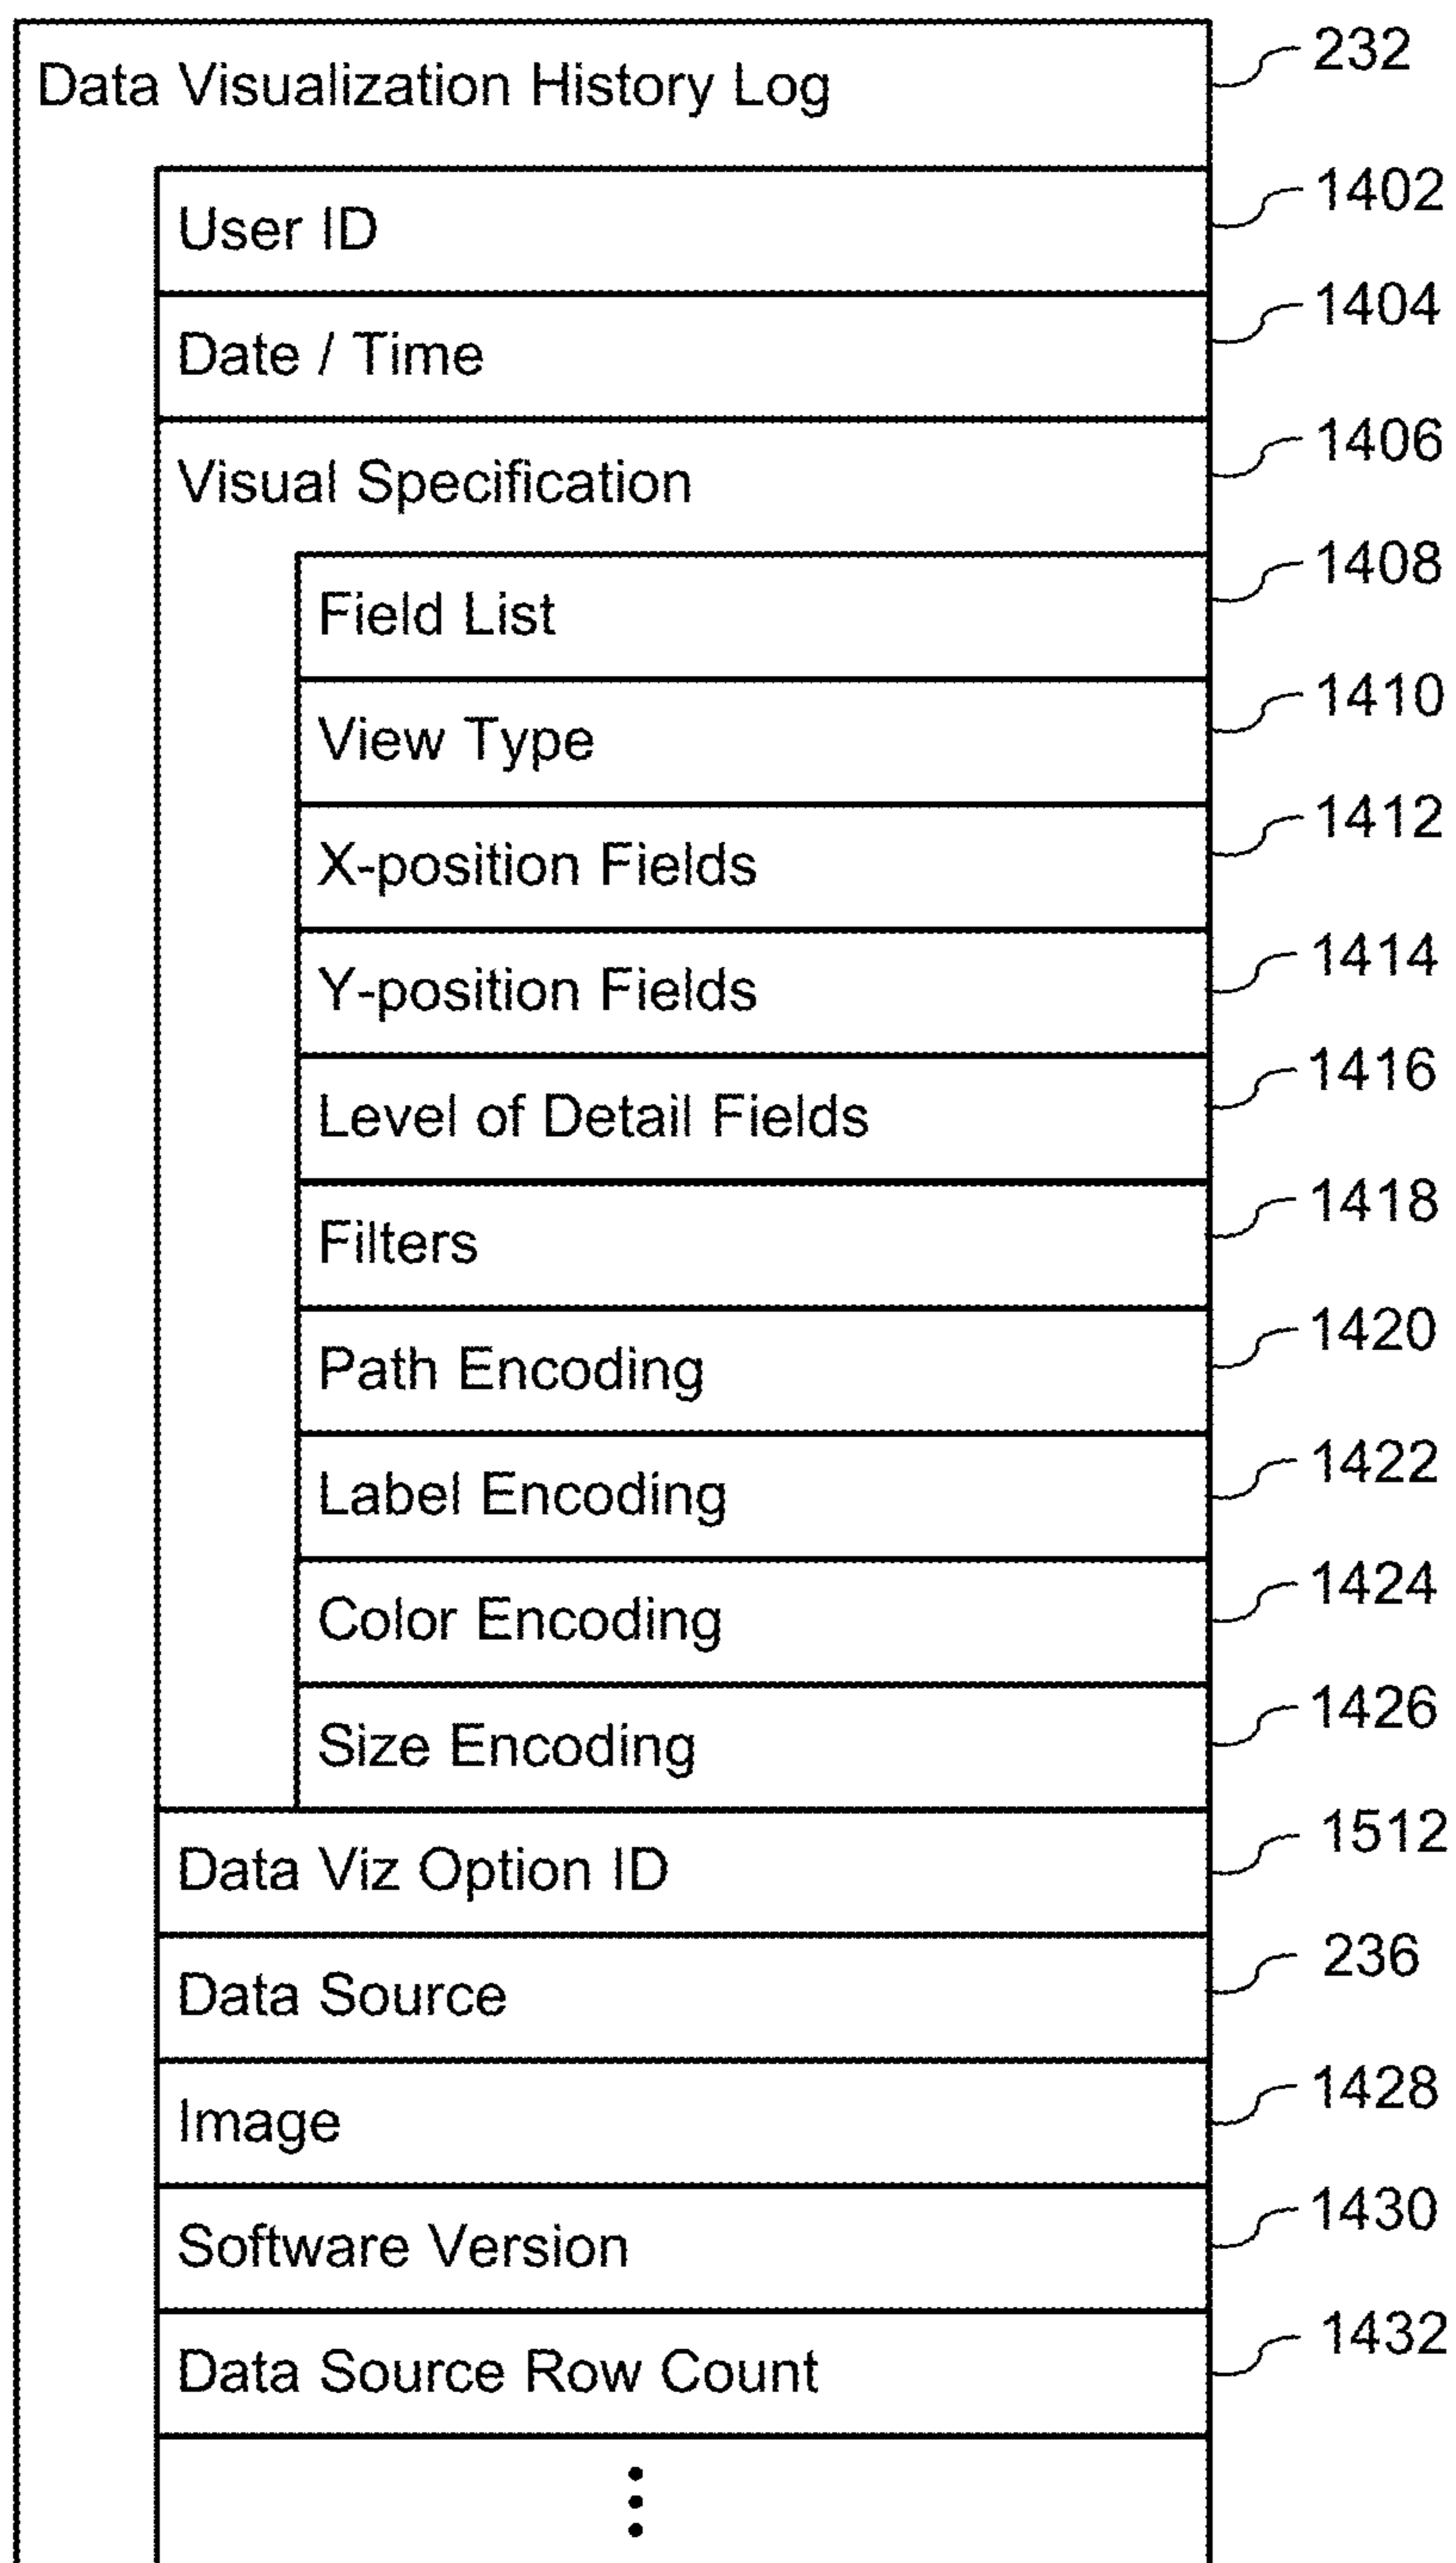 Data Visualization History Log 232
User ID 1402
Date / Time 1404
Visual Specification 1406
Field List 1408
View Type 1410
X-position Fields 1412
Y-position Fields 1414
Level of Detail Fields 1416
Filters 1418
Path Encoding 1420
Label Encoding 1422
Color Encoding 1424
Size Encoding 1426
Data Viz Option ID 1512
Data Source 236
Image 1428
Software Version 1430
Data Source Row Count 1432